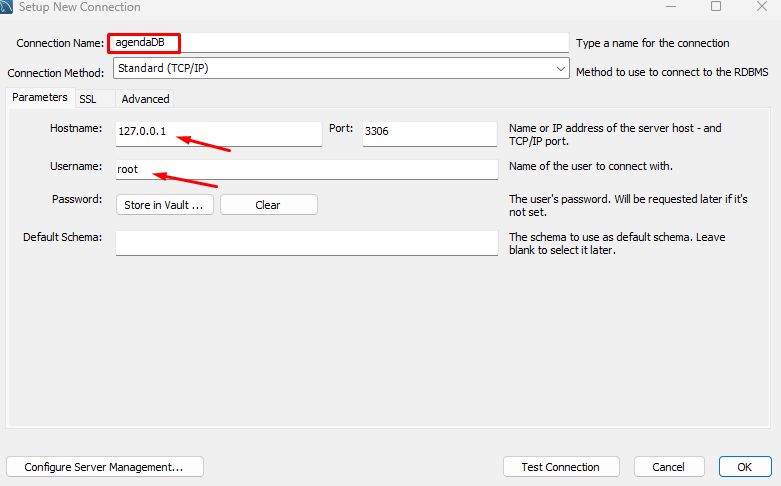 Setup New Connection
Connection Name: agendaDB Type a name for the connection
Connection Method: Standard (TCP/IP) Method to use to connect to the RDBMS
Parameters SSL Advanced
Hostname: 127.0.0.1 Port: 3306 Name or IP address of the server host - and
TCP/IP port.
Username: root Name of the user to connect with.
Password: Store in Vault ... Clear The user's password. Will be requested later if it's
not set.
Default Schema: The schema to use as default schema. Leave
blank to select it later.
Configure Server Management... Test Connection Cancel OK